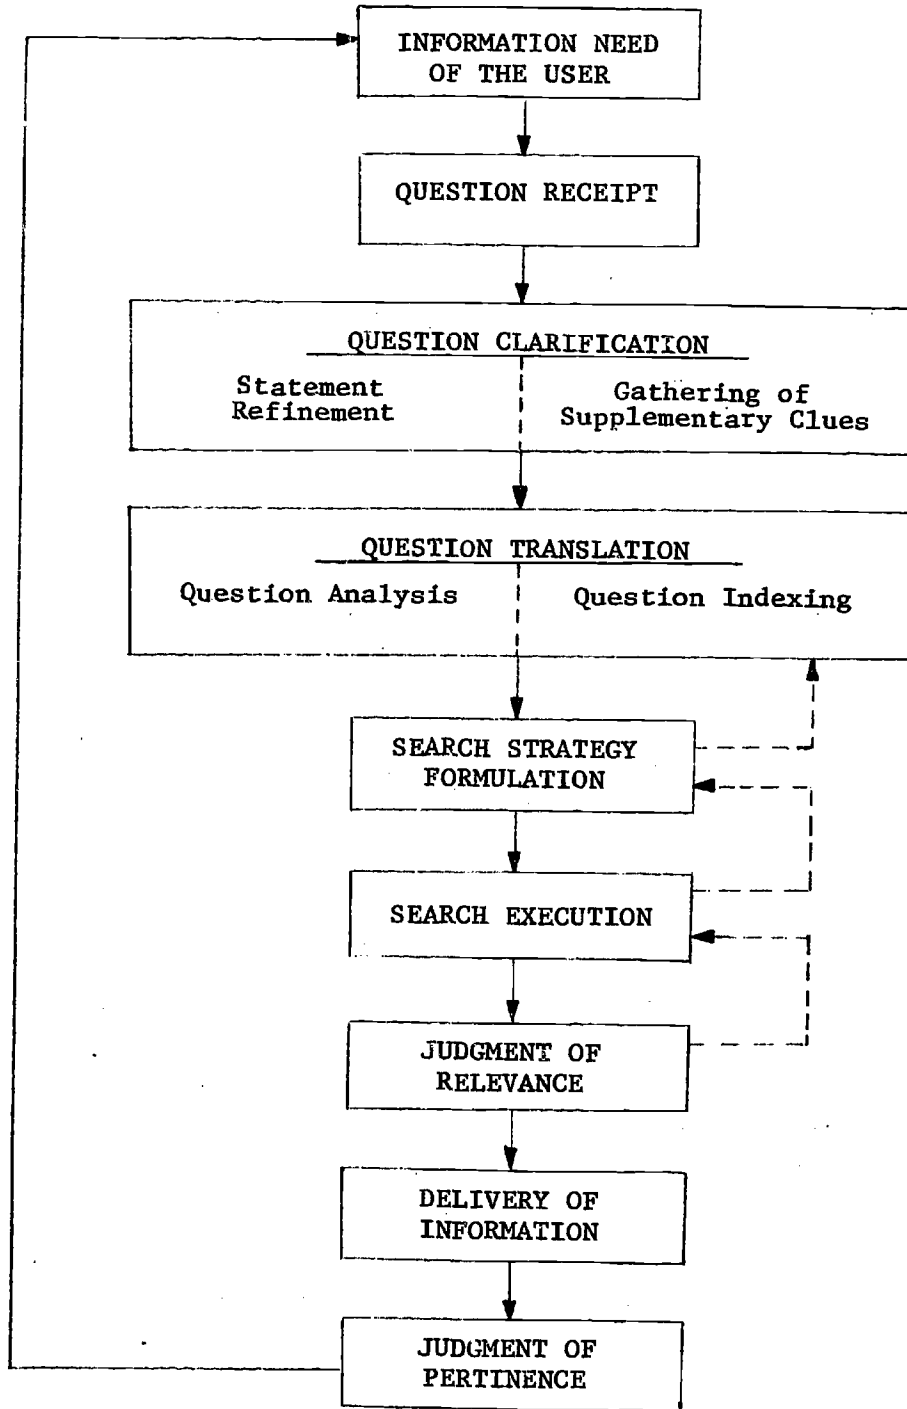 INFORMATION NEED
OF THE USER
QUESTION RECEIPT
QUESTION CLARIFICATION
Statement
Refinement
Gathering of
Supplementary Clues
QUESTION TRANSLATION
Question Analysis
Question Indexing
SEARCH STRATEGY
FORMULATION
SEARCH EXECUTION
JUDGMENT OF
RELEVANCE
DELIVERY OF
INFORMATION
JUDGMENT OF
PERTINENCE